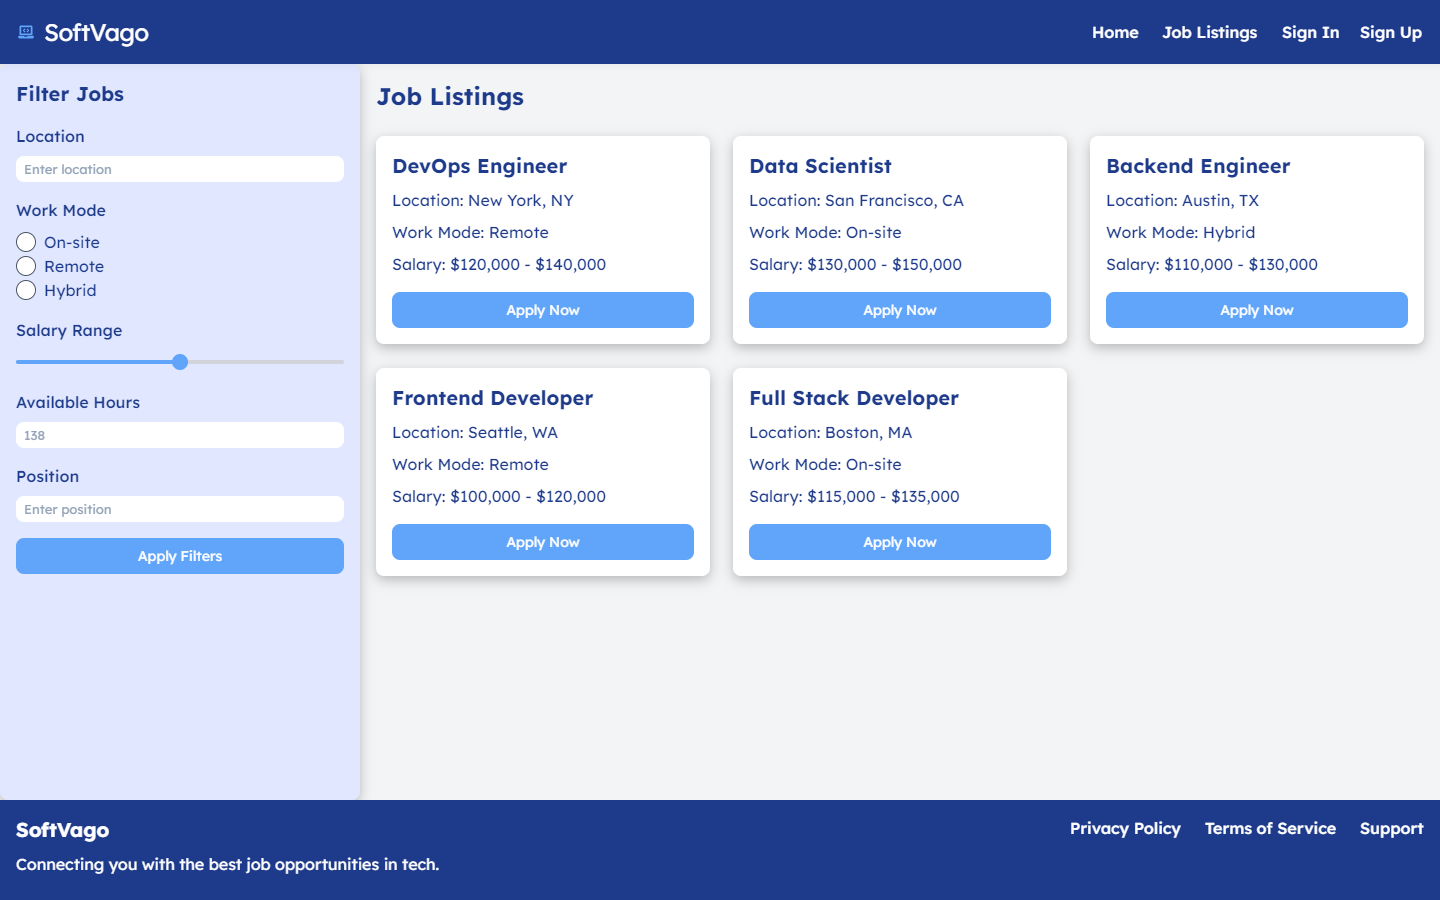 SoftVago
Home Job Listings Sign In Sign Up
Filter Jobs
Location
Enter location
Work Mode
On-site
Remote
Hybrid
Salary Range
Available Hours
138
Position
Enter position
Apply Filters
Job Listings
DevOps Engineer
Location: New York, NY
Work Mode: Remote
Salary: $120,000 - $140,000
Apply Now
Data Scientist
Location: San Francisco, CA
Work Mode: On-site
Salary: $130,000 - $150,000
Apply Now
Backend Engineer
Location: Austin, TX
Work Mode: Hybrid
Salary: $110,000 - $130,000
Apply Now
Frontend Developer
Location: Seattle, WA
Work Mode: Remote
Salary: $100,000 - $120,000
Apply Now
Full Stack Developer
Location: Boston, MA
Work Mode: On-site
Salary: $115,000 - $135,000
Apply Now
SoftVago
Connecting you with the best job opportunities in tech.
Privacy Policy Terms of Service Support